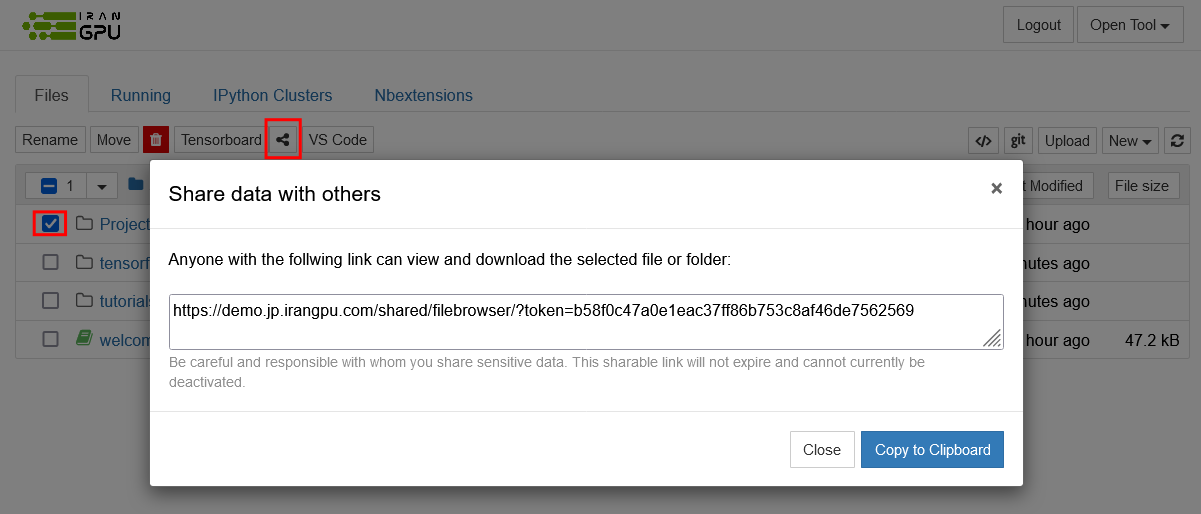 IRAN
GPU
Logout
Open Tool
Files
Running
IPython Clusters
Nbextensions
Rename
Move
Tensorboard
VS Code
</>
git
Upload
New
1
Modified
File size
Share data with others
×
Anyone with the follwing link can view and download the selected file or folder:
https://demo.jp.irangpu.com/shared/filebrowser/?token=b58f0c47a0e1eac37ff86b753c8af46de7562569
Be careful and responsible with whom you share sensitive data. This sharable link will not expire and cannot currently be
deactivated.
Close
Copy to Clipboard
Project
hour ago
tensorf
nutes ago
tutorials
nutes ago
welcom
hour ago
47.2 kB